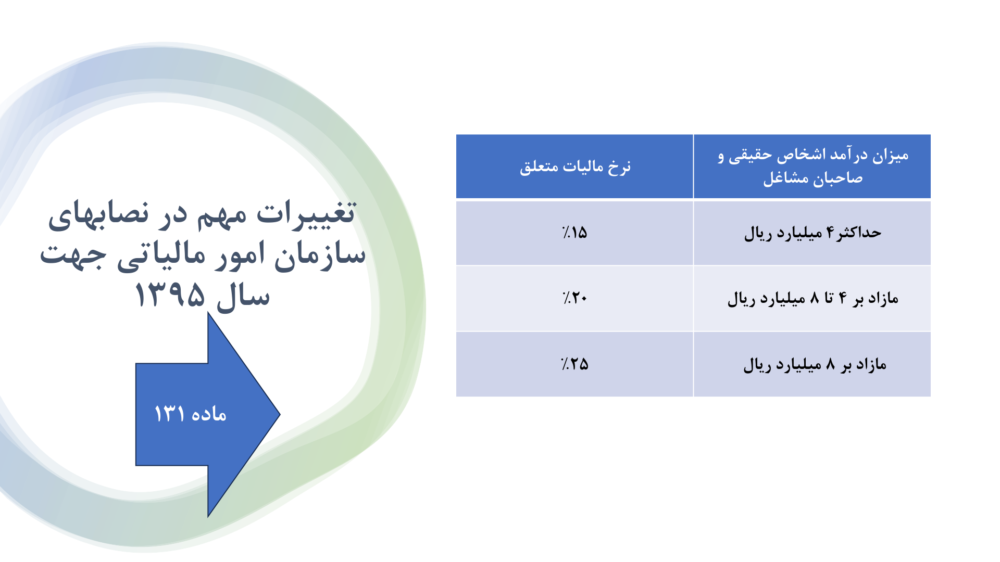 تغییرات مهم در نصابهای
سازمان امور مالیاتی جهت
سال ۱۳۹۵
ماده ۱۳۱
میزان درآمد اشخاص حقیقی و
صاحبان مشاغل
نرخ مالیات متعلق
حداکثر۴ میلیارد ریال
۱۵٪
مازاد بر ۴ تا ۸ میلیارد ریال
۲۰٪
مازاد بر ۸ میلیارد ریال
۲۵٪